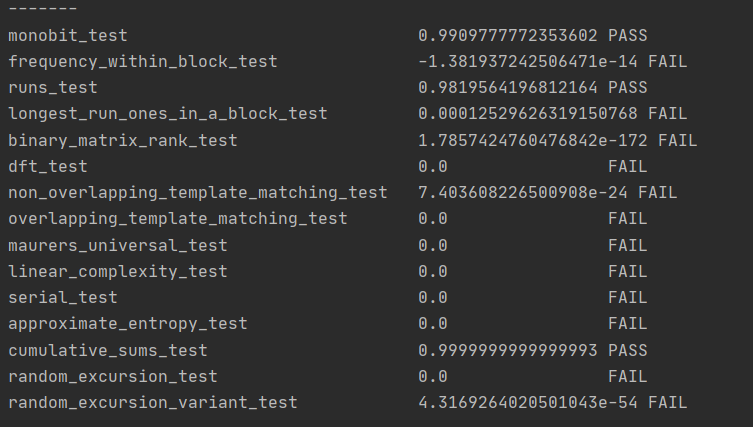 -------
monobit_test 0.9909777772353602 PASS
frequency_within_block_test -1.381937242506471e-14 FAIL
runs_test 0.9819564196812164 PASS
longest_run_ones_in_a_block_test 0.00012529626319150768 FAIL
binary_matrix_rank_test 1.7857424760476842e-172 FAIL
dft_test 0.0 FAIL
non_overlapping_template_matching_test 7.403608226500908e-24 FAIL
overlapping_template_matching_test 0.0 FAIL
maurers_universal_test 0.0 FAIL
linear_complexity_test 0.0 FAIL
serial_test 0.0 FAIL
approximate_entropy_test 0.0 FAIL
cumulative_sums_test 0.9999999999999993 PASS
random_excursion_test 0.0 FAIL
random_excursion_variant_test 4.3169264020501043e-54 FAIL